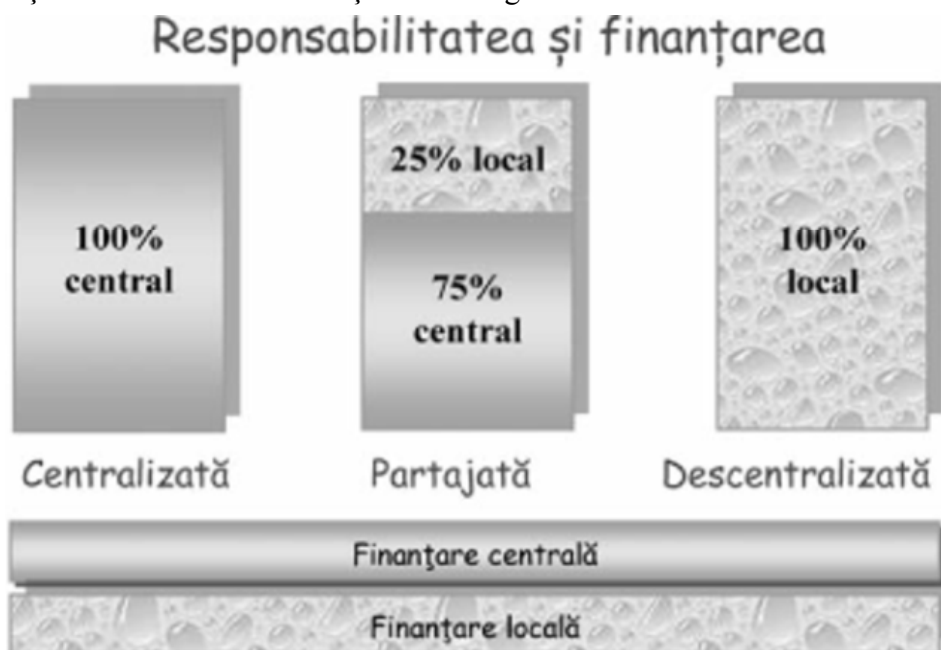 Responsabilitatea și finanțarea
100%
central
25% local
75%
central
100%
local
Centralizată
Partajată
Descentralizată
Finanţare centrală
Finanţare locală